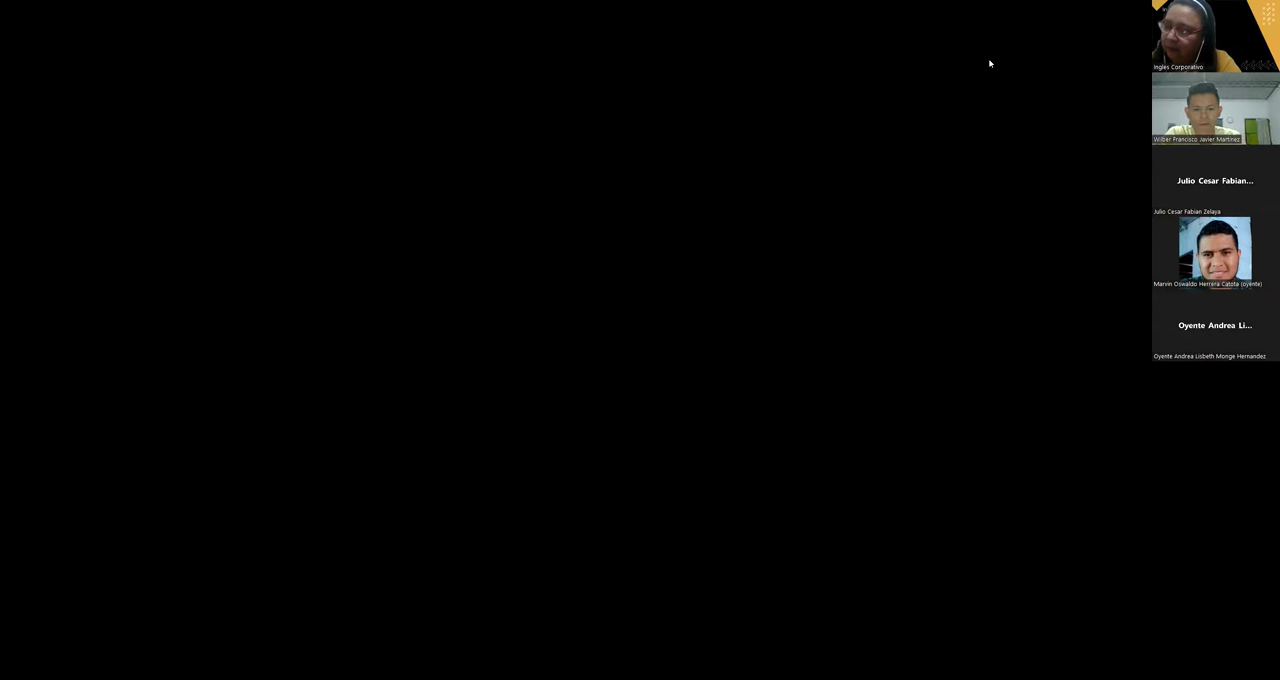 Ingles Corporativo
Wilber Francisco Javier Martinez
Julio Cesar Fabian...
Julio Cesar Fabian Zelaya
Marvin Oswaldo Herrera Catota (oyente)
Oyente Andrea Li...
Oyente Andrea Lisbeth Monge Hernandez